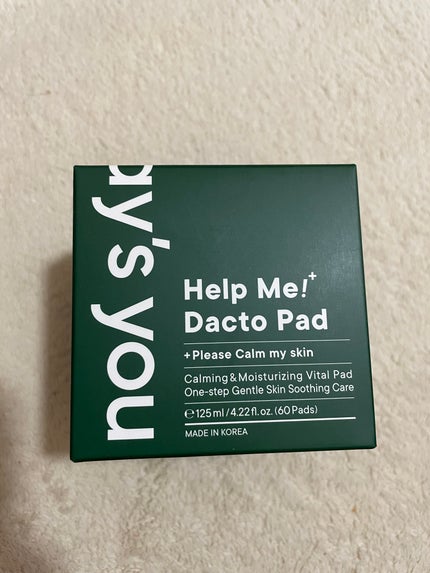 ay's you
Help Me!+
Dacto Pad
+Please Calm my skin
Calming & Moisturizing Vital Pad
One-step Gentle Skin Soothing Care
℮ 125 ml / 4.22 fl. oz. (60 Pads)
MADE IN KOREA